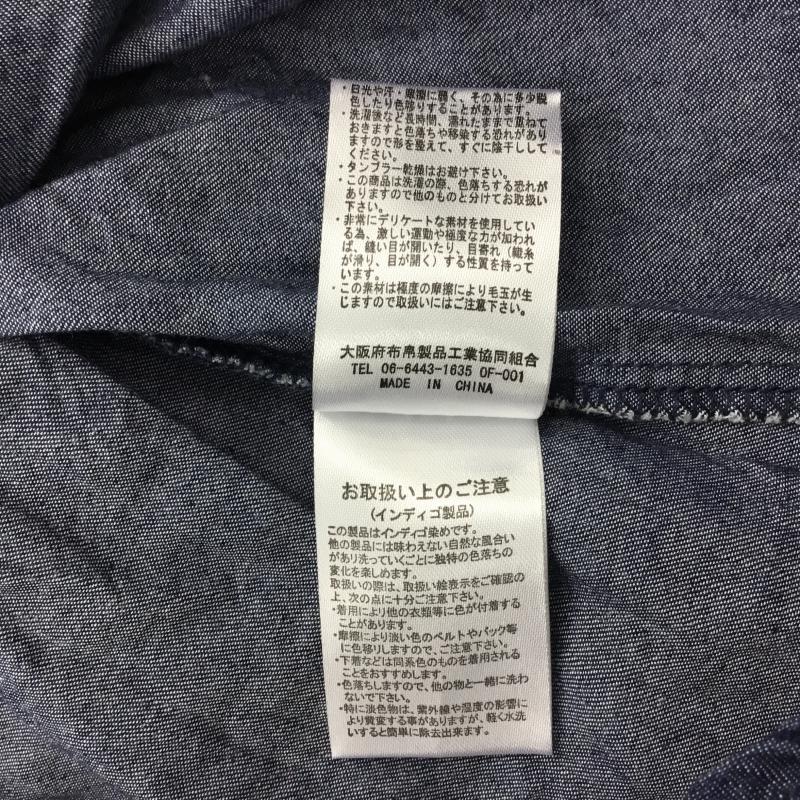 ・日光や汗・摩擦に弱く、その為に多少脱
色したり色移りすることがあります。
・洗濯後など長時間、濡れたままで重ねて
おきますと色落ちや移染する恐れがあり
ますので形を整えて、すぐに陰干しして
ください。
・タンブラー乾燥はお避け下さい。
・この商品は洗濯の際、色落ちする恐れが
ありますので他のものと分けてお取扱い
下さい。
・非常にデリケートな素材を使用してい
る為、激しい運動や極度な力が加われ
ば、縫い目が開いたり、目寄れ（織糸
が滑り、目が開く）する性質を持って
います。
・この素材は極度の摩擦により毛玉が生
じますので取扱いにはご注意下さい。
大阪府布帛製品工業協同組合
TEL 06-6443-1635 OF-001
MADE IN CHINA
お取扱い上のご注意
（インディゴ製品）
この製品はインディゴ染めです。
他の製品には味わえない自然な風合い
があり洗っていくごとに独特の色落ちの
変化を楽しめます。
取扱いの際は、取扱い絵表示をご確認の
上、次の点に十分ご注意下さい。
・着用により他の衣類等に色が付着する
ことがあります。
・摩擦により淡い色のベルトやバック等
に色移りしますので、ご注意下さい。
・下着などは同系色のものを着用される
ことをおすすめします。
・色落ちしますので、他の物と一緒に洗わ
ないで下さい。
・特に淡色物は、紫外線や湿度の影響に
より黄変する事がありますが、軽く水洗
いすると簡単に除去出来ます。